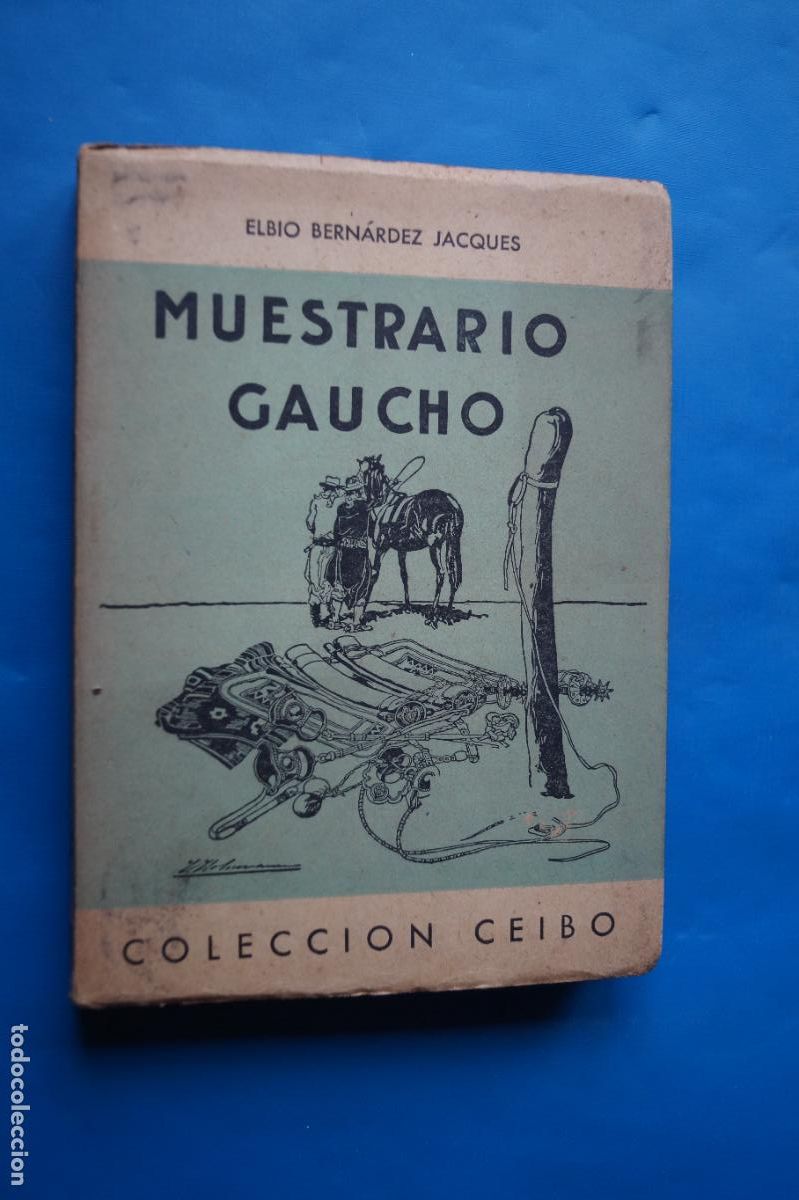 ELBIO BERNÁRDEZ JACQUES
MUESTRARIO
GAUCHO
COLECCION CEIBO
todocoleccion